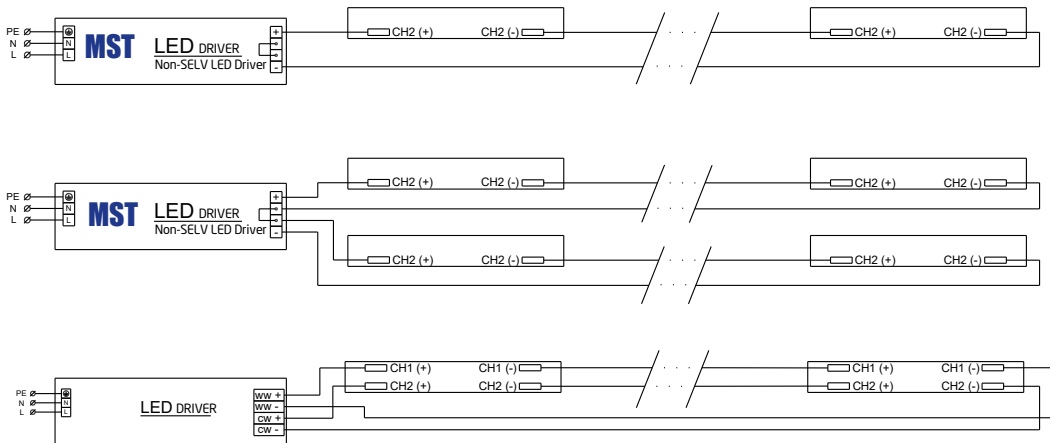 PE
N
L
N
L
MST
LED DRIVER
Non-SELV LED Driver
+
-
CH2 (+) CH2 (-) CH2 (+) CH2 (-)
PE
N
L
N
L
MST
LED DRIVER
Non-SELV LED Driver
+
-
CH2 (+) CH2 (-) CH2 (+) CH2 (-)
CH2 (+) CH2 (-) CH2 (+) CH2 (-)
PE
N
L
N
L
LED DRIVER
WW +
WW -
CW +
CW -
CH1 (+) CH1 (-) CH1 (+) CH1 (-)
CH2 (+) CH2 (-) CH2 (+) CH2 (-)